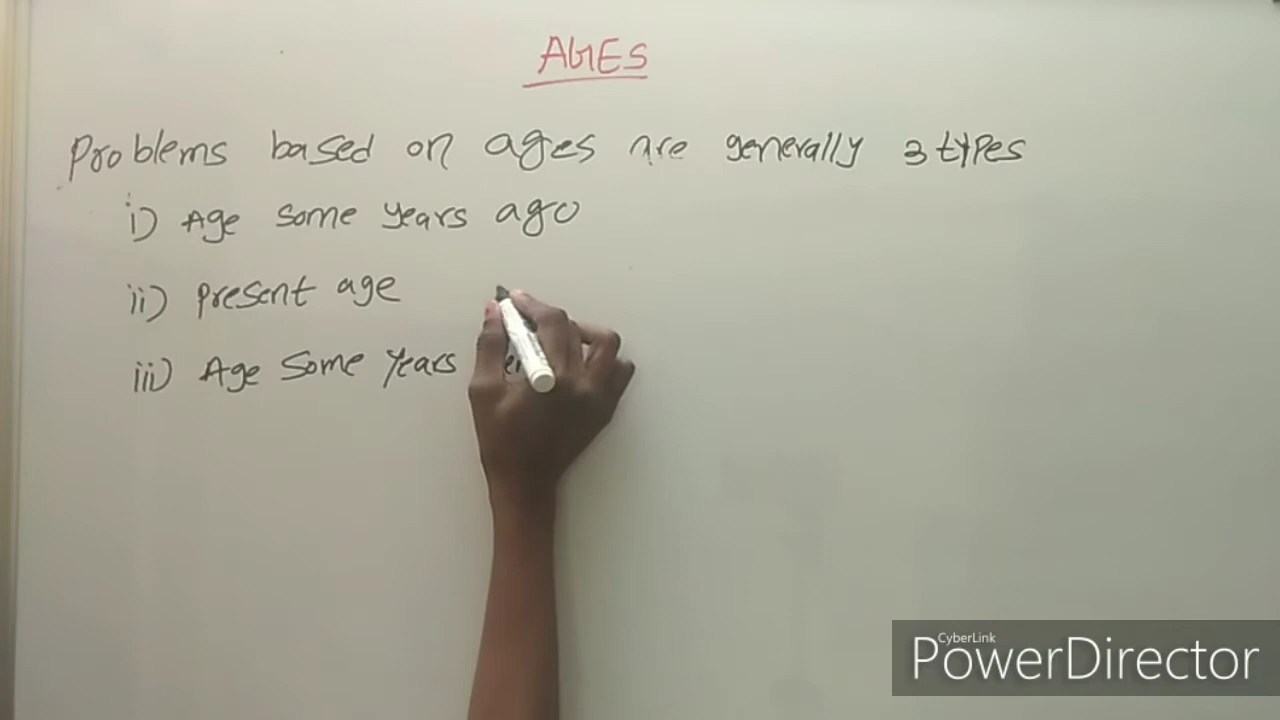 AGES
Problems based on ages are generally 3 types
i) Age some years ago
ii) present age
iii) Age some years
CyberLink
PowerDirector